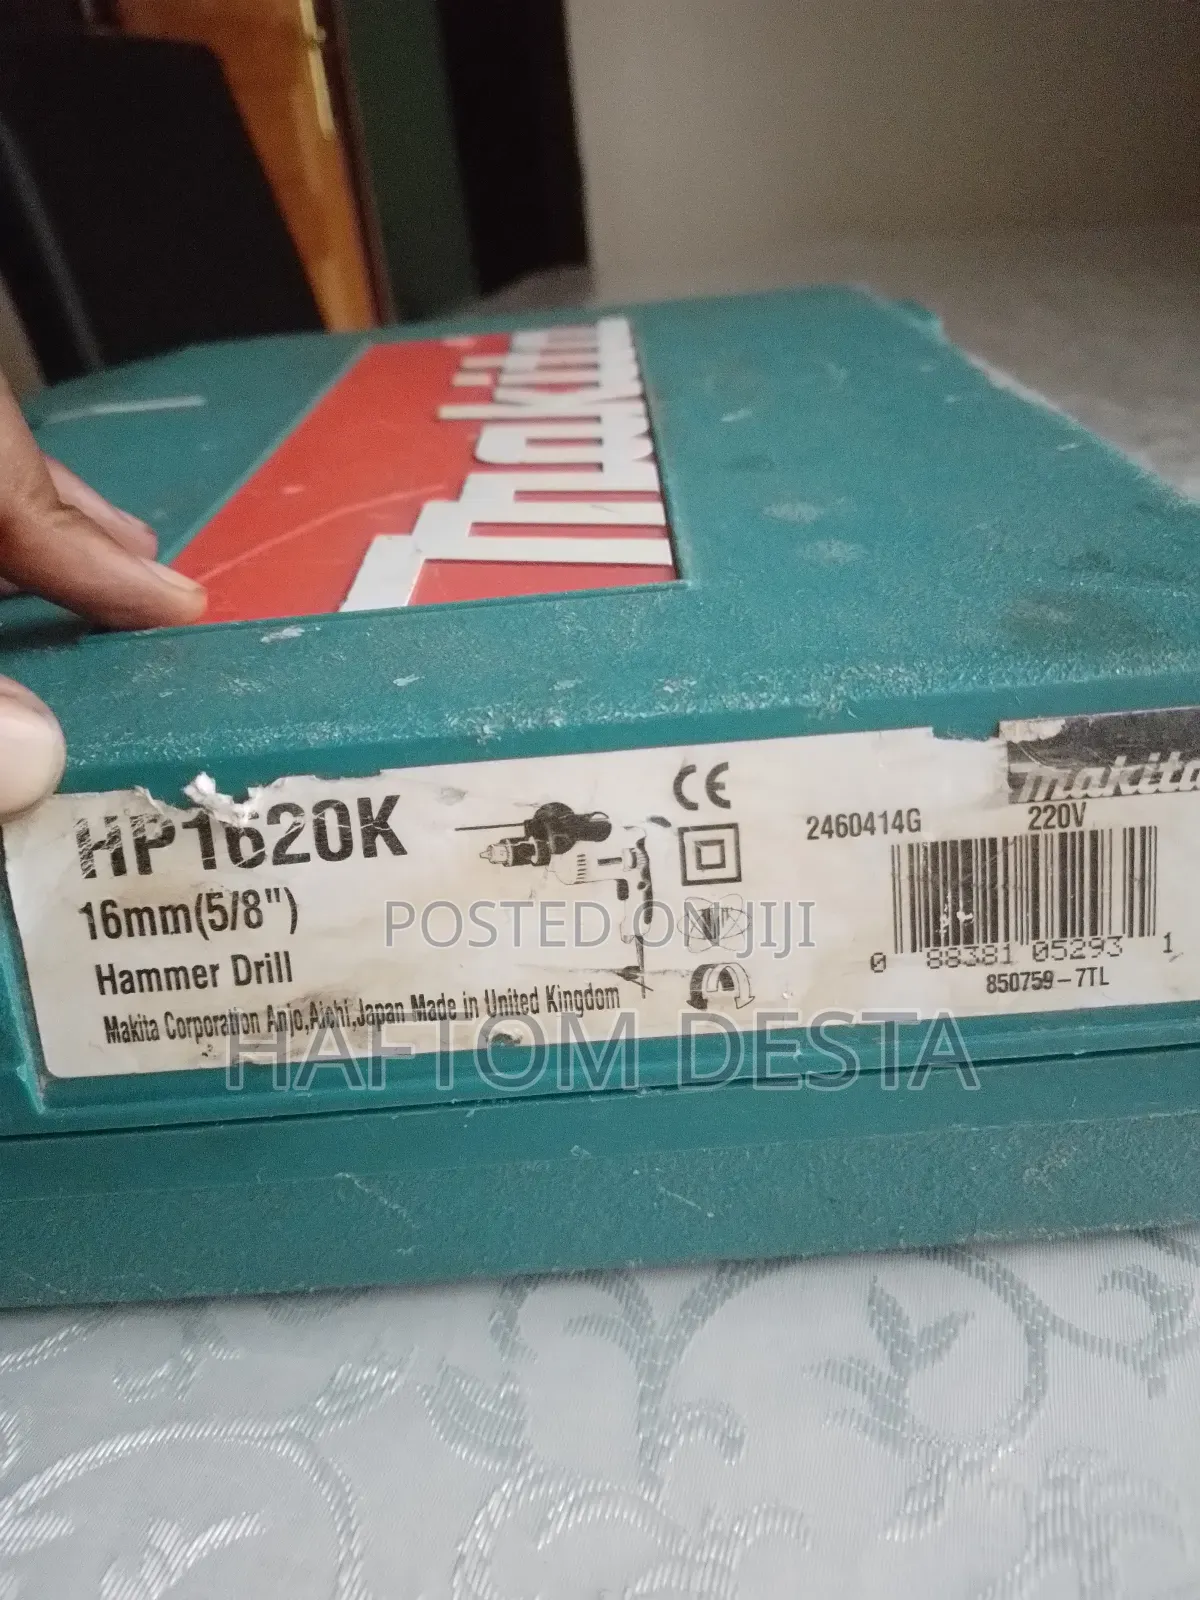 makita
makita
HP1620K
16mm(5/8")
Hammer Drill
Makita Corporation Anjo,Aichi,Japan Made in United Kingdom
CE
2460414G
220V
0 88381 05293 1
850759-7TL
POSTED ON JIJI
HAFTOM DESTA